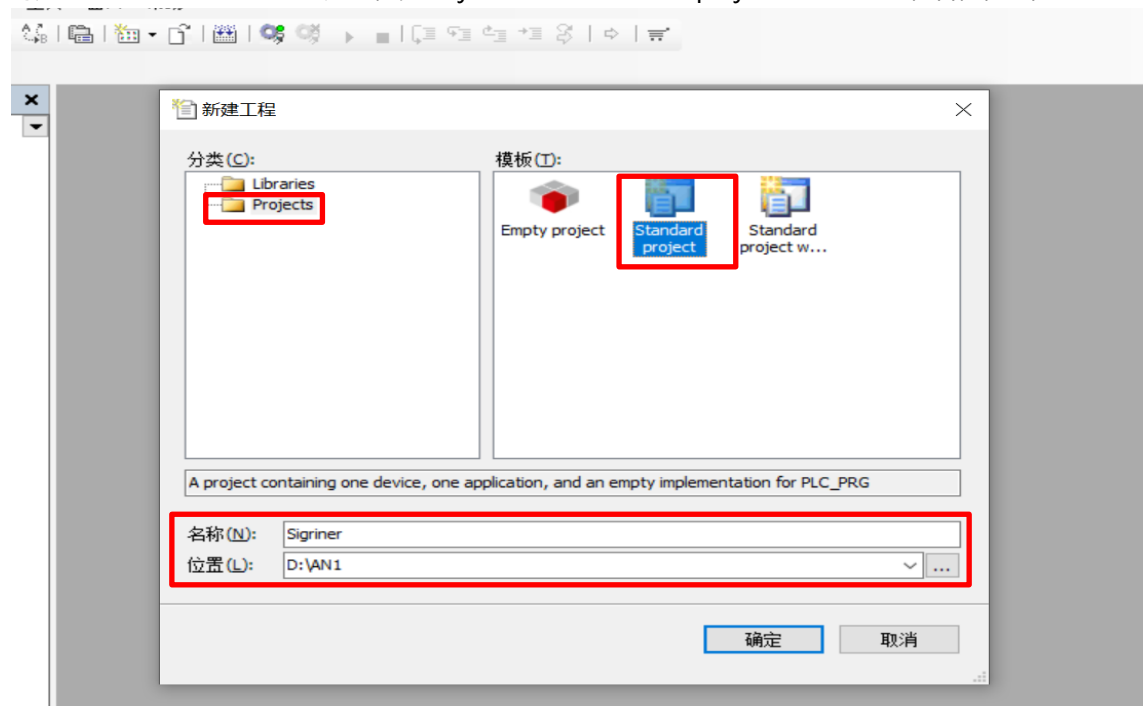 新建工程
分类(C):
模板(T):
Libraries
Projects
Empty project
Standard
project
Standard
project w...
A project containing one device, one application, and an empty implementation for PLC_PRG
名称(N):
Sigriner
位置(L):
D:\AN1
...
确定
取消